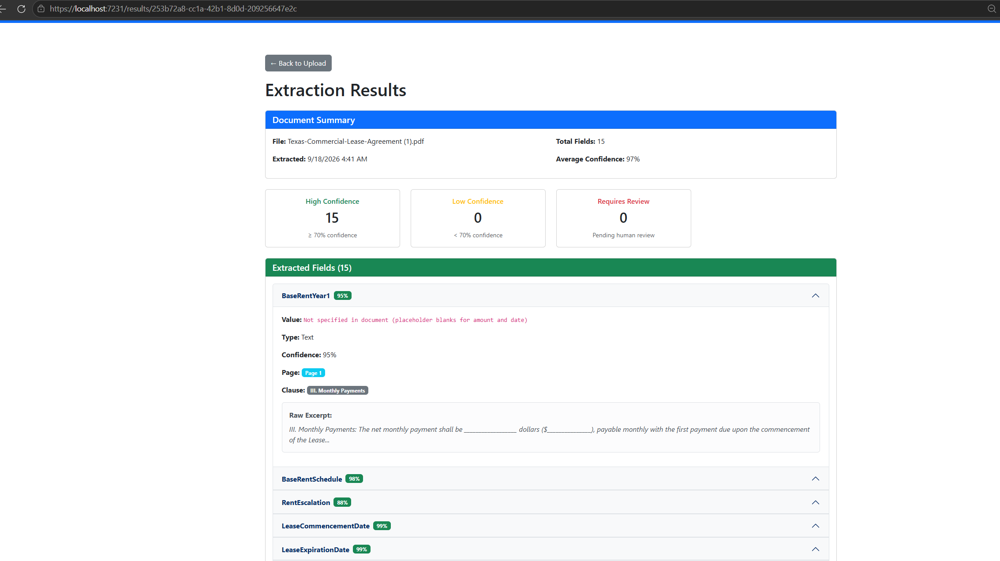 https://localhost:7231/results/253b72a8-cc1a-42b1-8d0d-209256647e2c
← Back to Upload
Extraction Results
Document Summary
File: Texas-Commercial-Lease-Agreement (1).pdf
Total Fields: 15
Extracted: 9/18/2026 4:41 AM
Average Confidence: 97%
High Confidence
15
≥ 70% confidence
Low Confidence
0
< 70% confidence
Requires Review
0
Pending human review
Extracted Fields (15)
BaseRentYear1 95%
Value: Not specified in document (placeholder blanks for amount and date)
Type: Text
Confidence: 95%
Page: Page 1
Clause: III. Monthly Payments
Raw Excerpt:
III. Monthly Payments: The net monthly payment shall be _________________ dollars ($______________), payable monthly with the first payment due upon the commencement
of the Lease...
BaseRentSchedule 98%
RentEscalation 88%
LeaseCommencementDate 99%
LeaseExpirationDate 99%